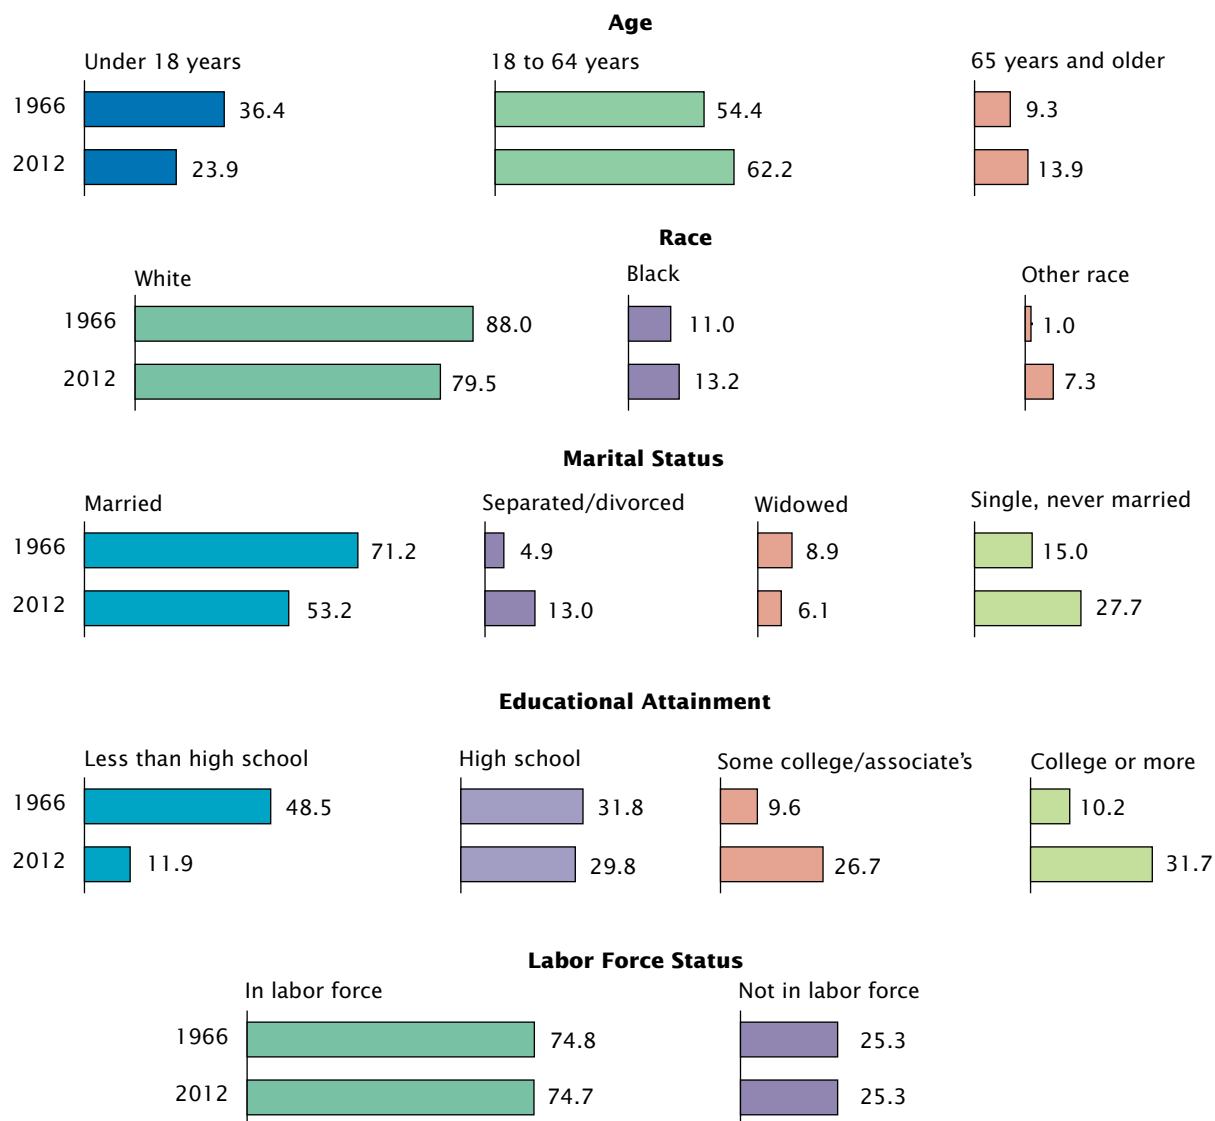 Age
Under 18 years 18 to 64 years 65 years and older
1966 36.4 54.4 9.3
2012 23.9 62.2 13.9
Race
White Black Other race
1966 88.0 11.0 1.0
2012 79.5 13.2 7.3
Marital Status
Married Separated/divorced Widowed Single, never married
1966 71.2 4.9 8.9 15.0
2012 53.2 13.0 6.1 27.7
Educational Attainment
Less than high school High school Some college/associate's College or more
1966 48.5 31.8 9.6 10.2
2012 11.9 29.8 26.7 31.7
Labor Force Status
In labor force Not in labor force
1966 74.8 25.3
2012 74.7 25.3